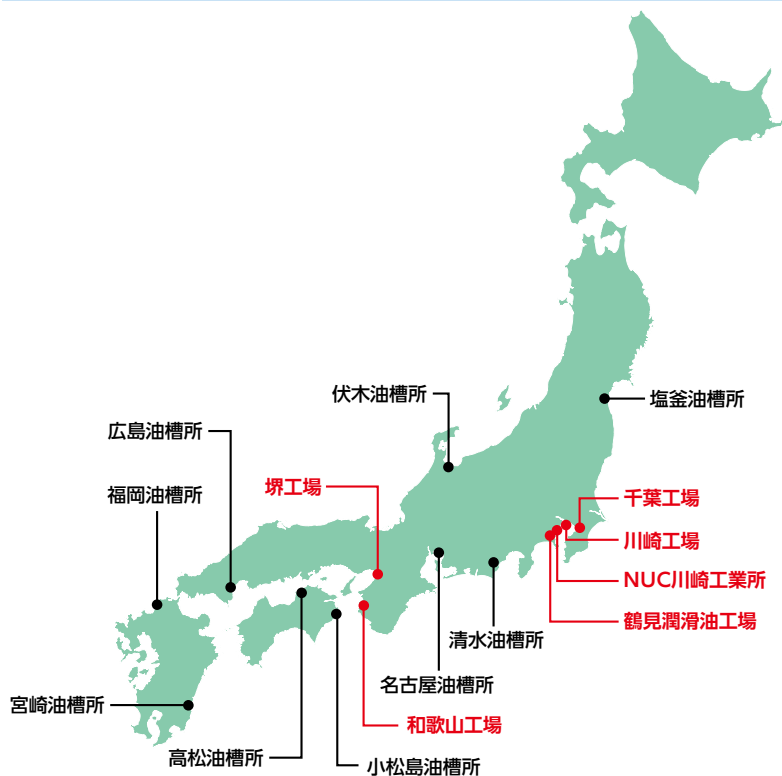 伏木油槽所
塩釜油槽所
広島油槽所
堺工場
福岡油槽所
千葉工場
川崎工場
NUC川崎工業所
鶴見潤滑油工場
清水油槽所
名古屋油槽所
宮崎油槽所
和歌山工場
高松油槽所
小松島油槽所